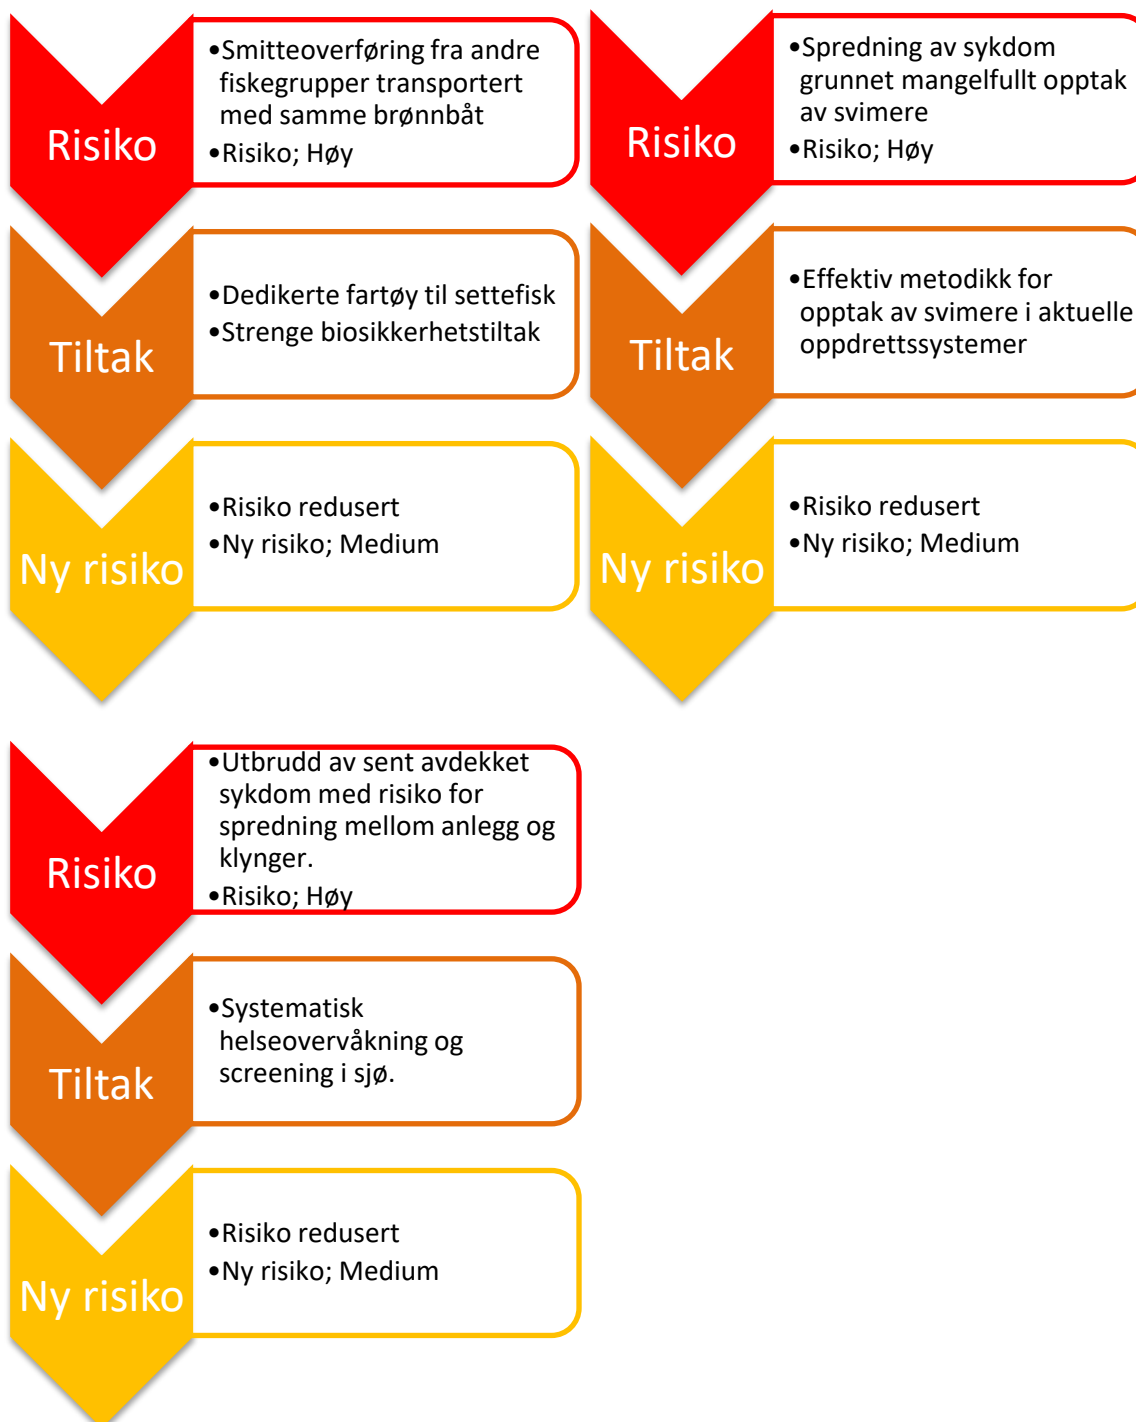 Risiko
•Smitteoverføring fra andre
fiskegrupper transportert
med samme brønnbåt
•Risiko; Høy
Tiltak
•Dedikerte fartøy til settefisk
•Strenge biosikkerhetstiltak
Ny risiko
•Risiko redusert
•Ny risiko; Medium
Risiko
•Spredning av sykdom
grunnet mangelfullt opptak
av svimere
•Risiko; Høy
Tiltak
•Effektiv metodikk for
opptak av svimere i aktuelle
oppdrettssystemer
Ny risiko
•Risiko redusert
•Ny risiko; Medium
Risiko
•Utbrudd av sent avdekket
sykdom med risiko for
spredning mellom anlegg og
klynger.
•Risiko; Høy
Tiltak
•Systematisk
helseovervåkning og
screening i sjø.
Ny risiko
•Risiko redusert
•Ny risiko; Medium